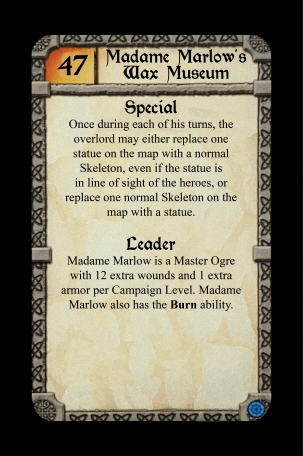 47
Madame Marlow's
Wax Museum
Special
Once during each of his turns, the
overlord may either replace one
statue on the map with a normal
Skeleton, even if the statue is
in line of sight of the heroes, or
replace one normal Skeleton on the
map with a statue.
Leader
Madame Marlow is a Master Ogre
with 12 extra wounds and 1 extra
armor per Campaign Level. Madame
Marlow also has the Burn ability.